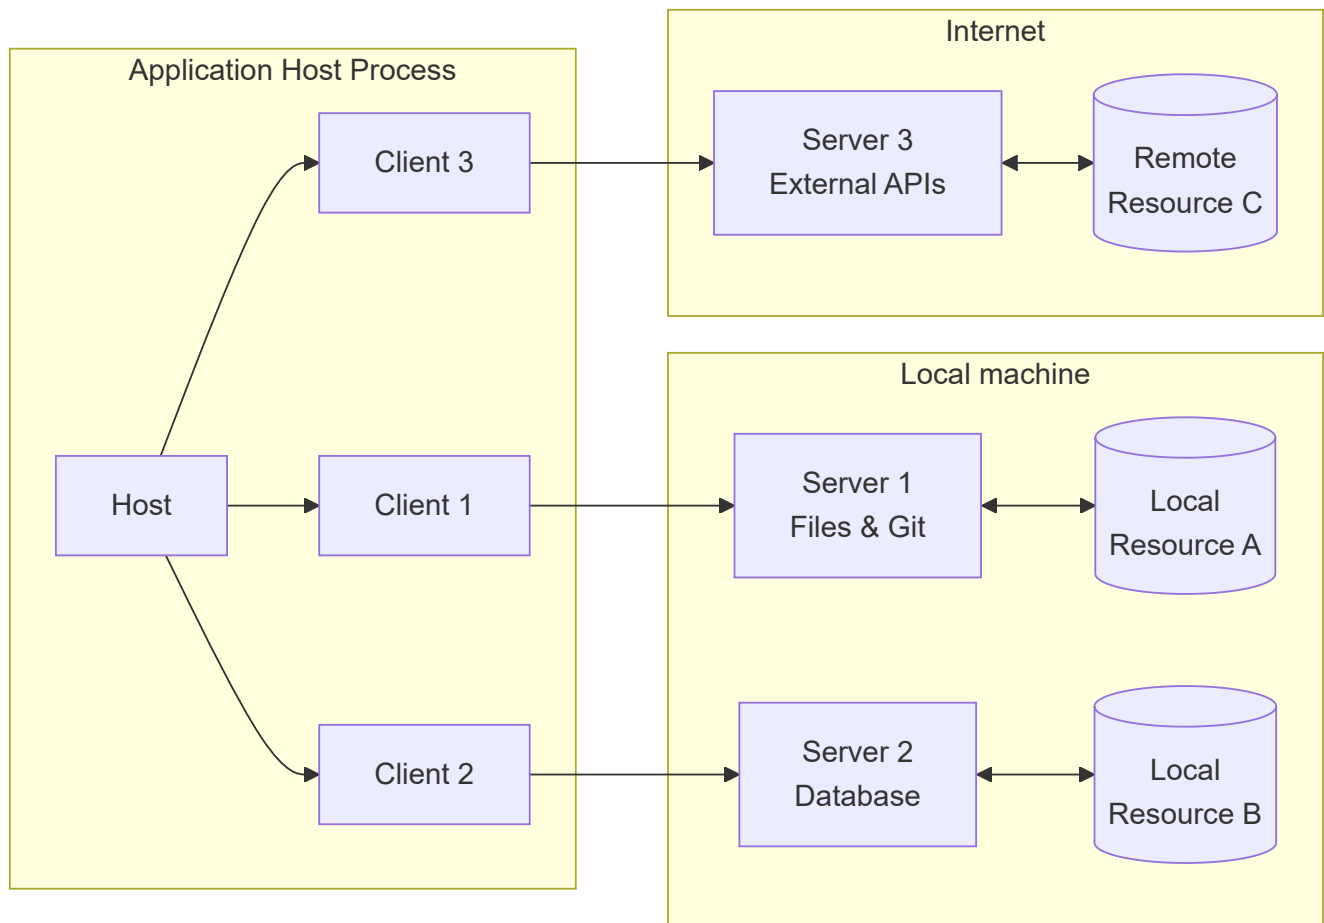 Application Host Process
Client 3
Host
Client 1
Client 2
Internet
Server 3
External APIs
Remote
Resource C
Local machine
Server 1
Files & Git
Local
Resource A
Server 2
Database
Local
Resource B